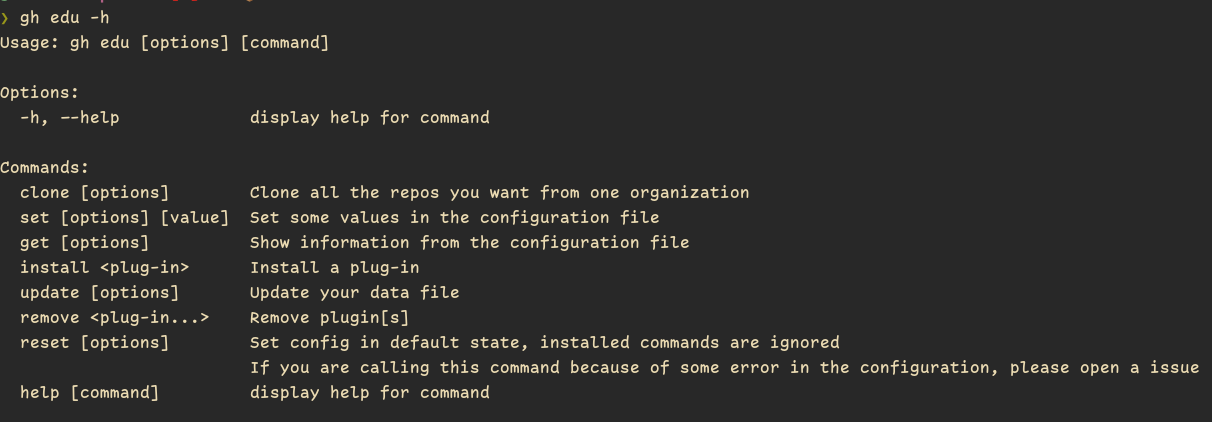 ❯ gh edu -h
Usage: gh edu [options] [command]

Options:
  -h, --help             display help for command

Commands:
  clone [options]        Clone all the repos you want from one organization
  set [options] [value]  Set some values in the configuration file
  get [options]          Show information from the configuration file
  install <plug-in>      Install a plug-in
  update [options]       Update your data file
  remove <plug-in...>    Remove plugin[s]
  reset [options]        Set config in default state, installed commands are ignored
                         If you are calling this command because of some error in the configuration, please open a issue
  help [command]         display help for command